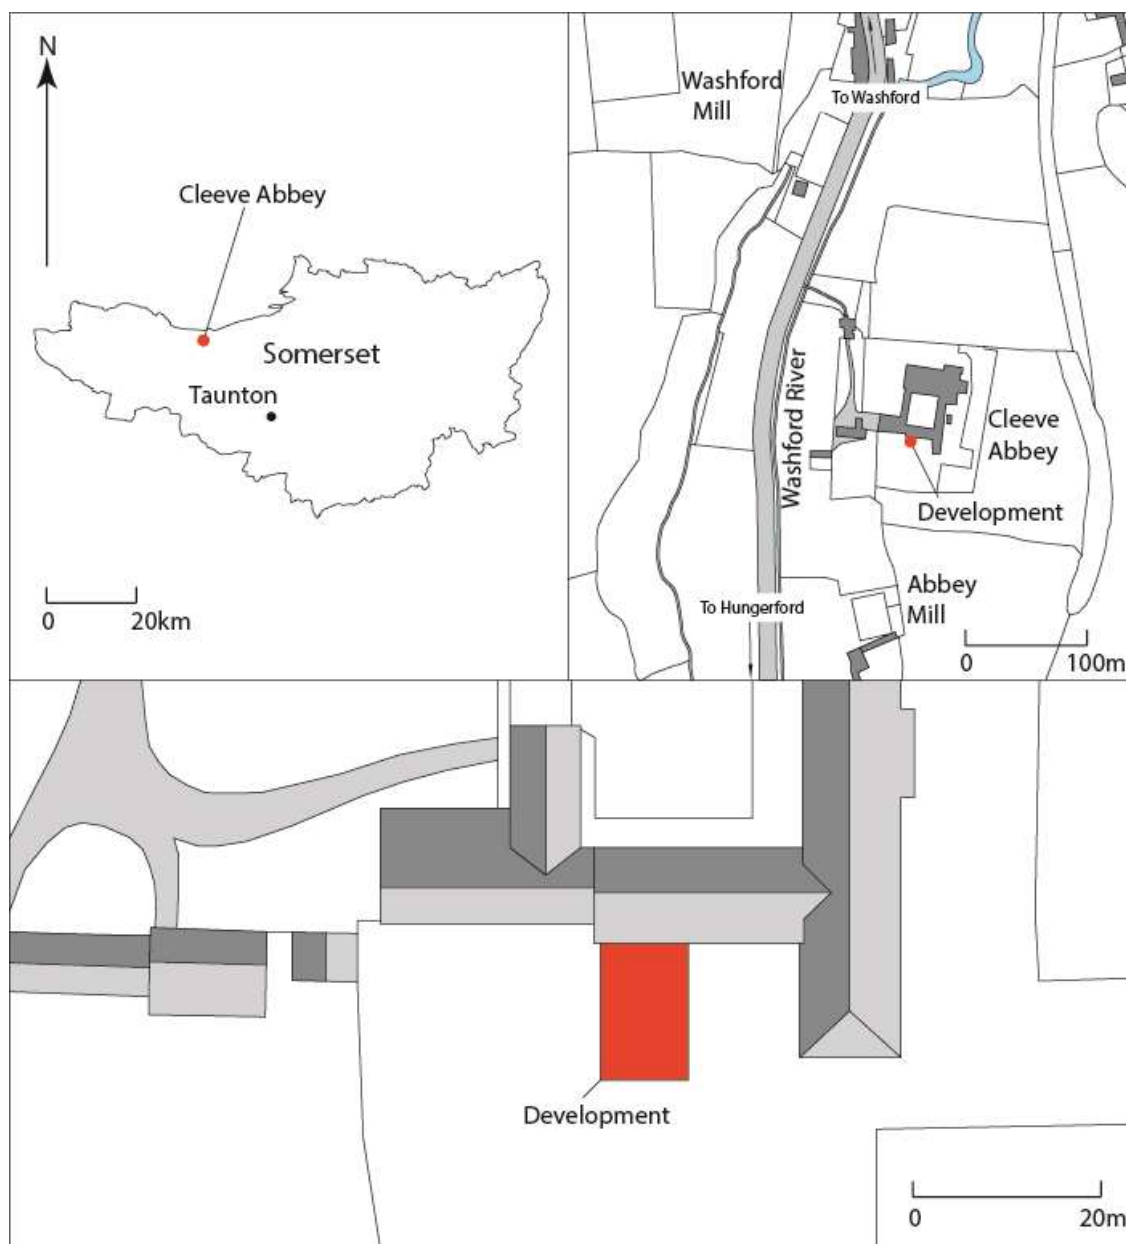 N
Cleeve Abbey
Somerset
Taunton
0 20km
Washford
Mill
To Washford
Washford River
Cleeve
Abbey
Development
Abbey
Mill
To Hungerford
0 100m
Development
0 20m